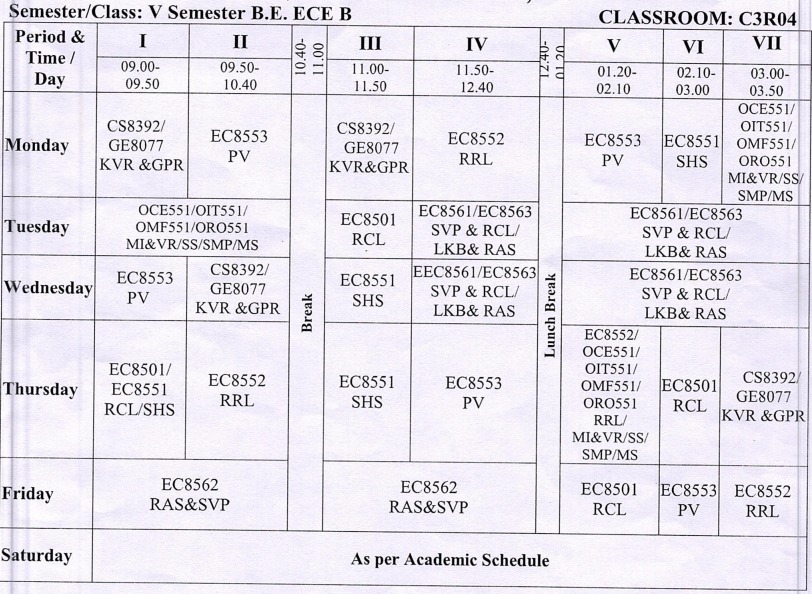 Semester/Class: V Semester B.E. ECE B
CLASSROOM: C3R04
Period &
Time /
Day
I
II
10.40-
11.00
III
IV
12.40-
01.20
V
VI
VII
09.00-
09.50
09.50-
10.40
11.00-
11.50
11.50-
12.40
01.20-
02.10
02.10-
03.00
03.00-
03.50
Monday
CS8392/
GE8077
KVR &GPR
EC8553
PV
Break
CS8392/
GE8077
KVR&GPR
EC8552
RRL
Lunch Break
EC8553
PV
EC8551
SHS
OCE551/
OIT551/
OMF551/
ORO551
MI&VR/SS/
SMP/MS
Tuesday
OCE551/OIT551/
OMF551/ORO551
MI&VR/SS/SMP/MS
EC8501
RCL
EC8561/EC8563
SVP & RCL/
LKB& RAS
EC8561/EC8563
SVP & RCL/
LKB& RAS
Wednesday
EC8553
PV
CS8392/
GE8077
KVR &GPR
EC8551
SHS
EEC8561/EC8563
SVP & RCL/
LKB& RAS
EC8561/EC8563
SVP & RCL/
LKB& RAS
Thursday
EC8501/
EC8551
RCL/SHS
EC8552
RRL
EC8551
SHS
EC8553
PV
EC8552/
OCE551/
OIT551/
OMF551/
ORO551
RRL/
MI&VR/SS/
SMP/MS
EC8501
RCL
CS8392/
GE8077
KVR &GPR
Friday
EC8562
RAS&SVP
EC8562
RAS&SVP
EC8501
RCL
EC8553
PV
EC8552
RRL
Saturday
As per Academic Schedule